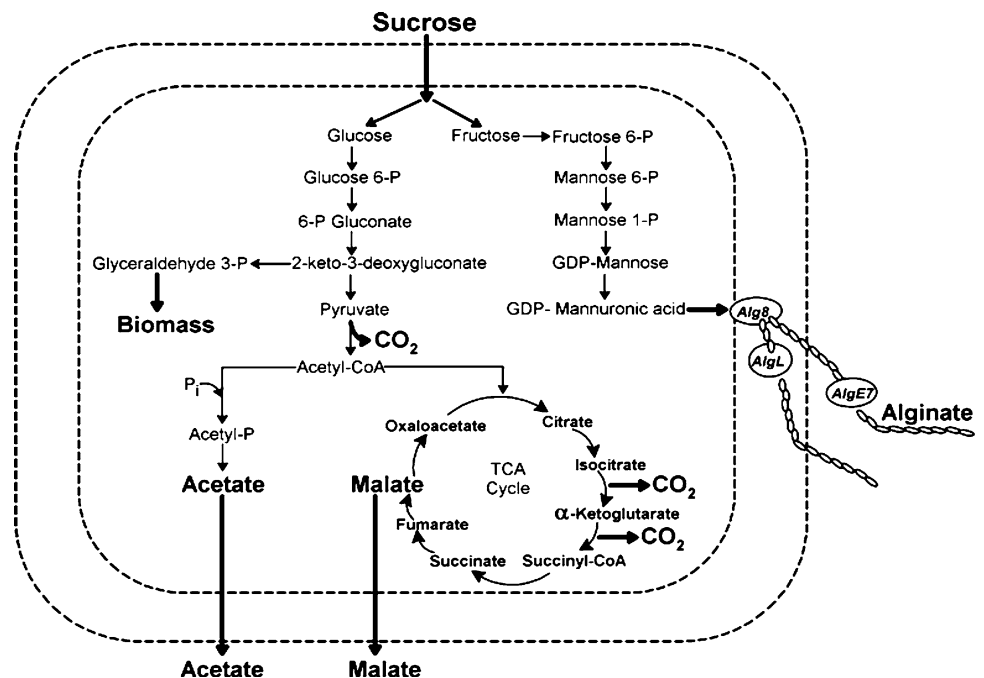 Sucrose
Glucose
Fructose
Fructose 6-P
Glucose 6-P
Mannose 6-P
6-P Gluconate
Mannose 1-P
Glyceraldehyde 3-P
2-keto-3-deoxygluconate
GDP-Mannose
Biomass
Pyruvate
GDP- Mannuronic acid
Alg8
CO2
AlgL
Acetyl-CoA
Pi
AlgE7
Alginate
Acetyl-P
Oxaloacetate
Citrate
Acetate
Malate
TCA
Cycle
Isocitrate
CO2
α-Ketoglutarate
Fumarate
CO2
Succinate
Succinyl-CoA
Acetate
Malate